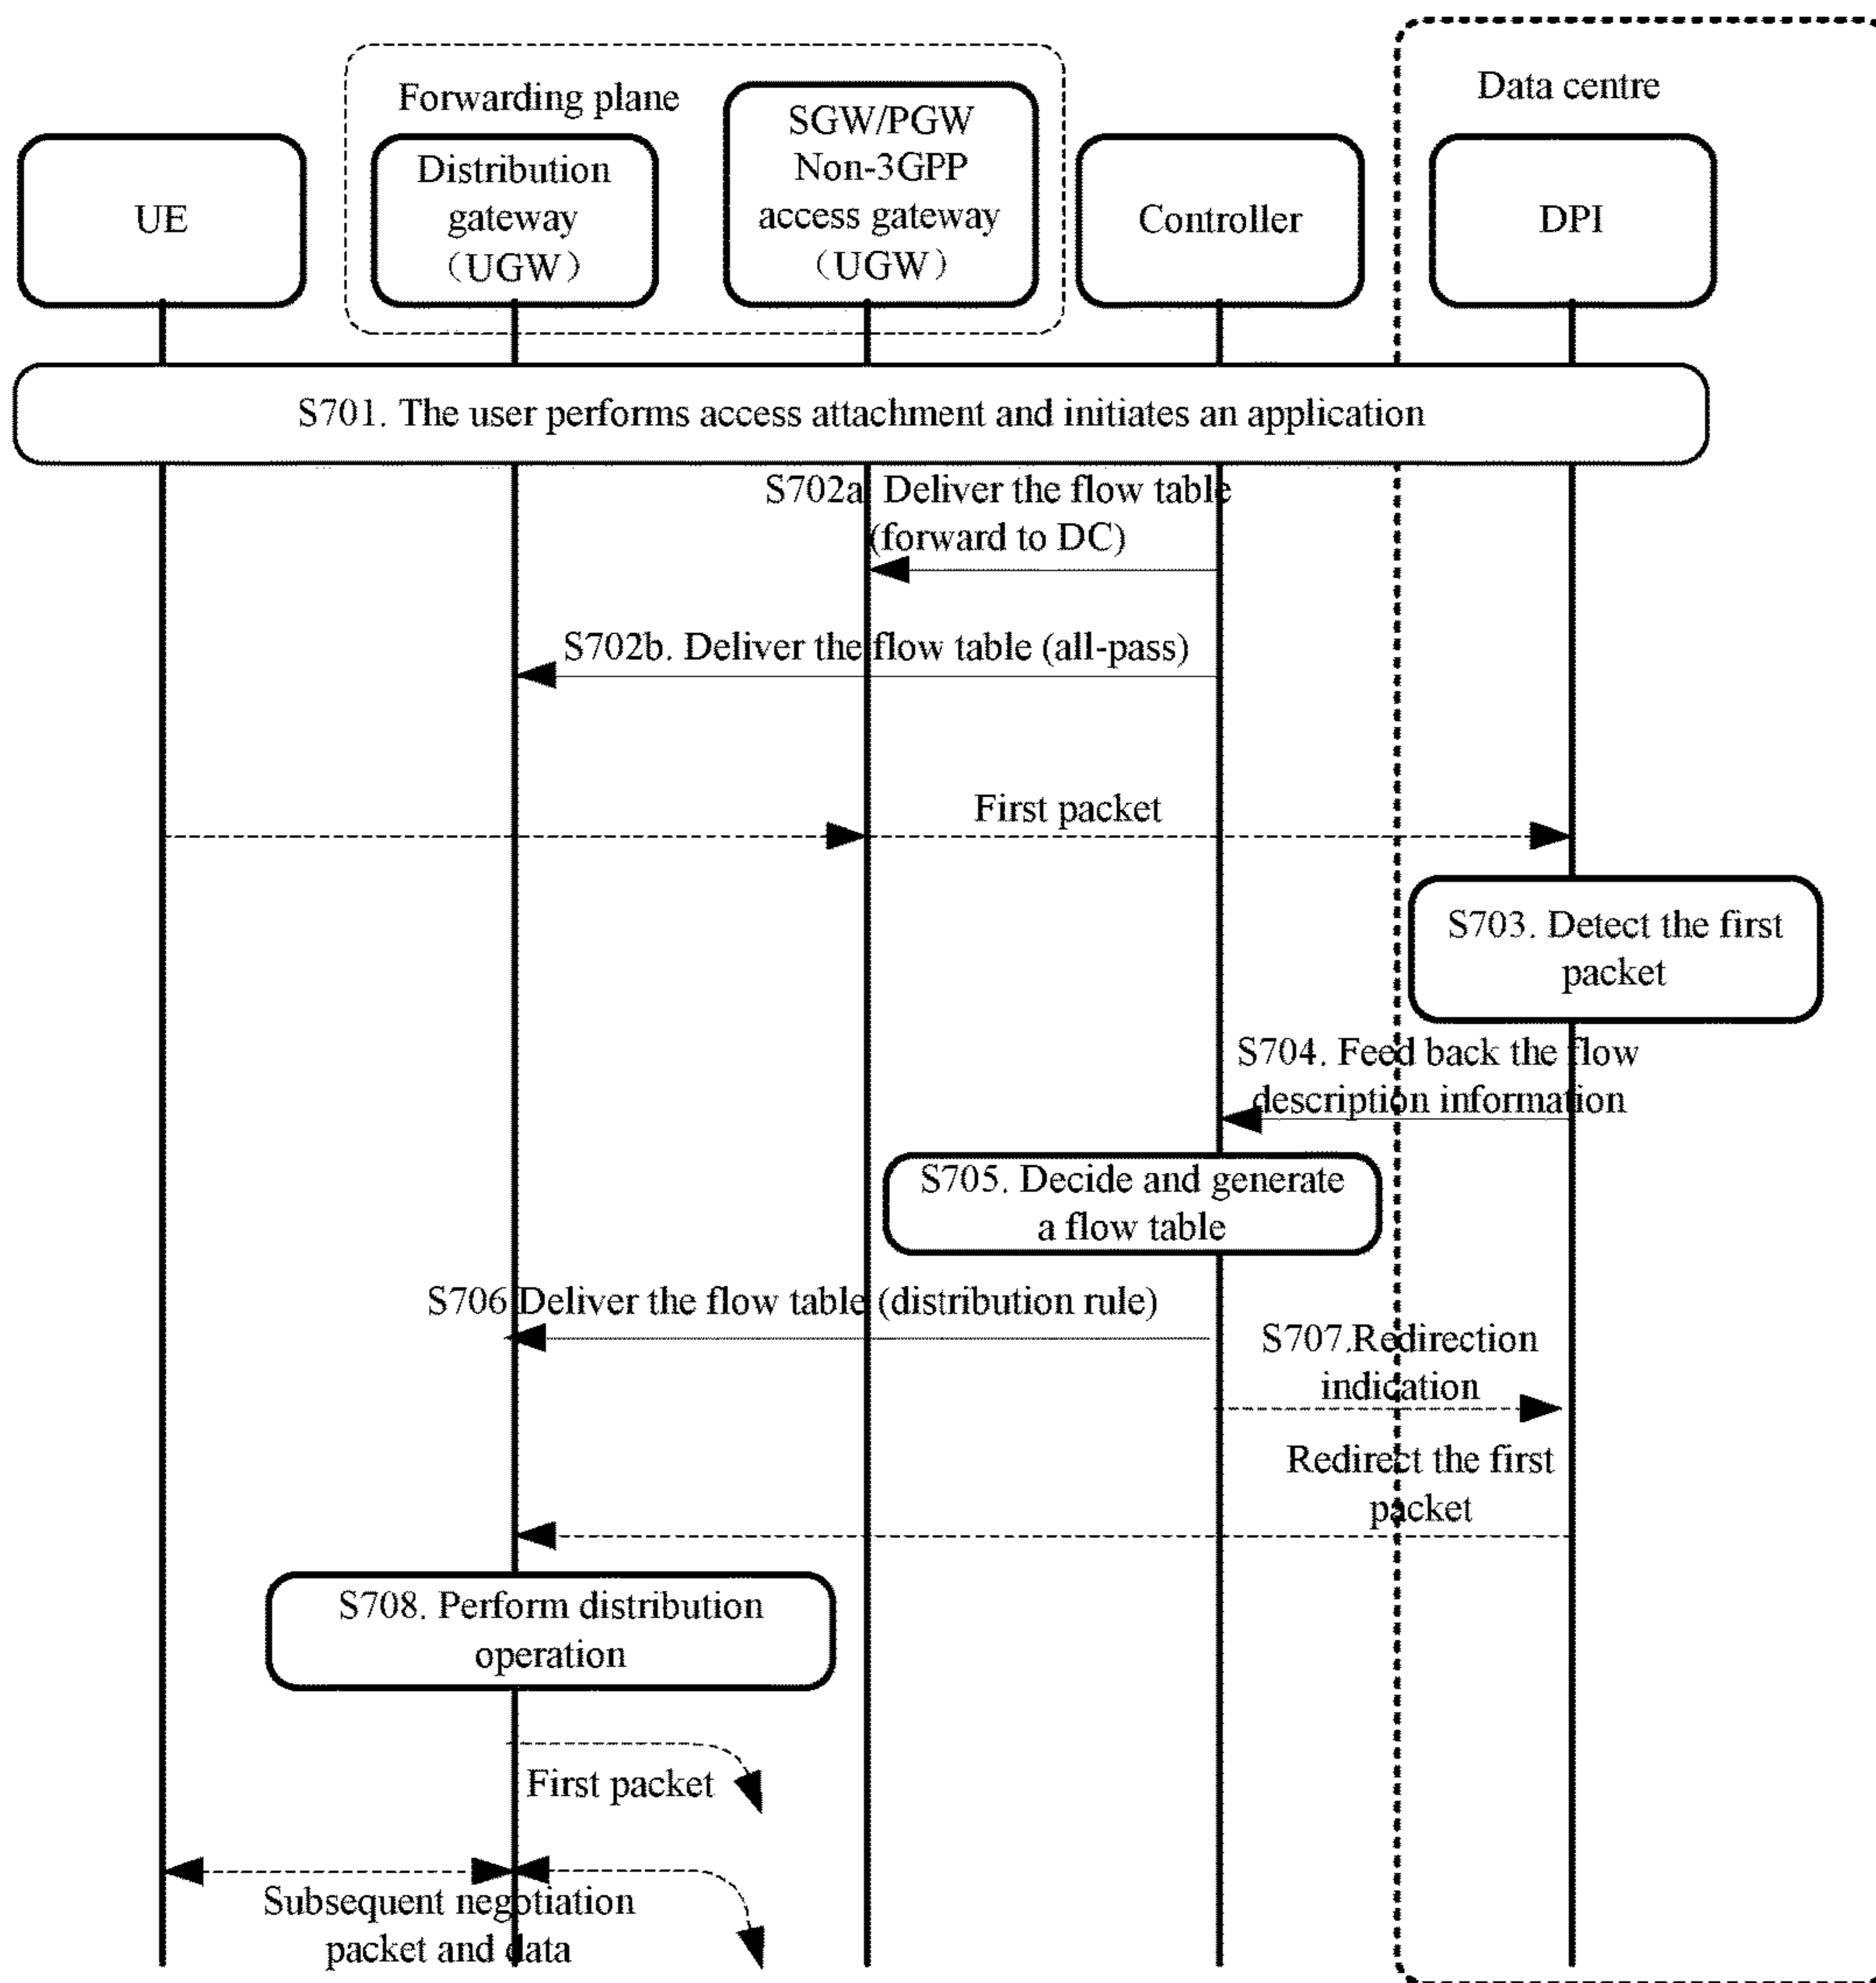 Forwarding plane
Data centre
UE
Distribution
gateway
（UGW）
SGW/PGW
Non-3GPP
access gateway
（UGW）
Controller
DPI
S701. The user performs access attachment and initiates an application
S702a. Deliver the flow table
(forward to DC)
S702b. Deliver the flow table (all-pass)
First packet
S703. Detect the first
packet
S704. Feed back the flow
description information
S705. Decide and generate
a flow table
S706 Deliver the flow table (distribution rule)
S707.Redirection
indication
Redirect the first
packet
S708. Perform distribution
operation
First packet
Subsequent negotiation
packet and data